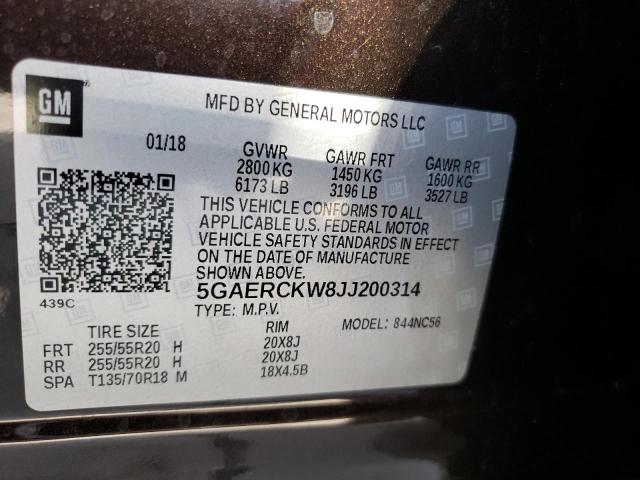 GM
MFD BY GENERAL MOTORS LLC
01/18
GVWR GAWR FRT GAWR RR
2800 KG 1450 KG 1600 KG
6173 LB 3196 LB 3527 LB
THIS VEHICLE CONFORMS TO ALL
APPLICABLE U.S. FEDERAL MOTOR
VEHICLE SAFETY STANDARDS IN EFFECT
ON THE DATE OF MANUFACTURE
SHOWN ABOVE.
439C
5GAERCKW8JJ200314
TYPE: M.P.V. MODEL: 844NC56
TIRE SIZE RIM
FRT 255/55R20 H 20X8J
RR 255/55R20 H 20X8J
SPA T135/70R18 M 18X4.5B